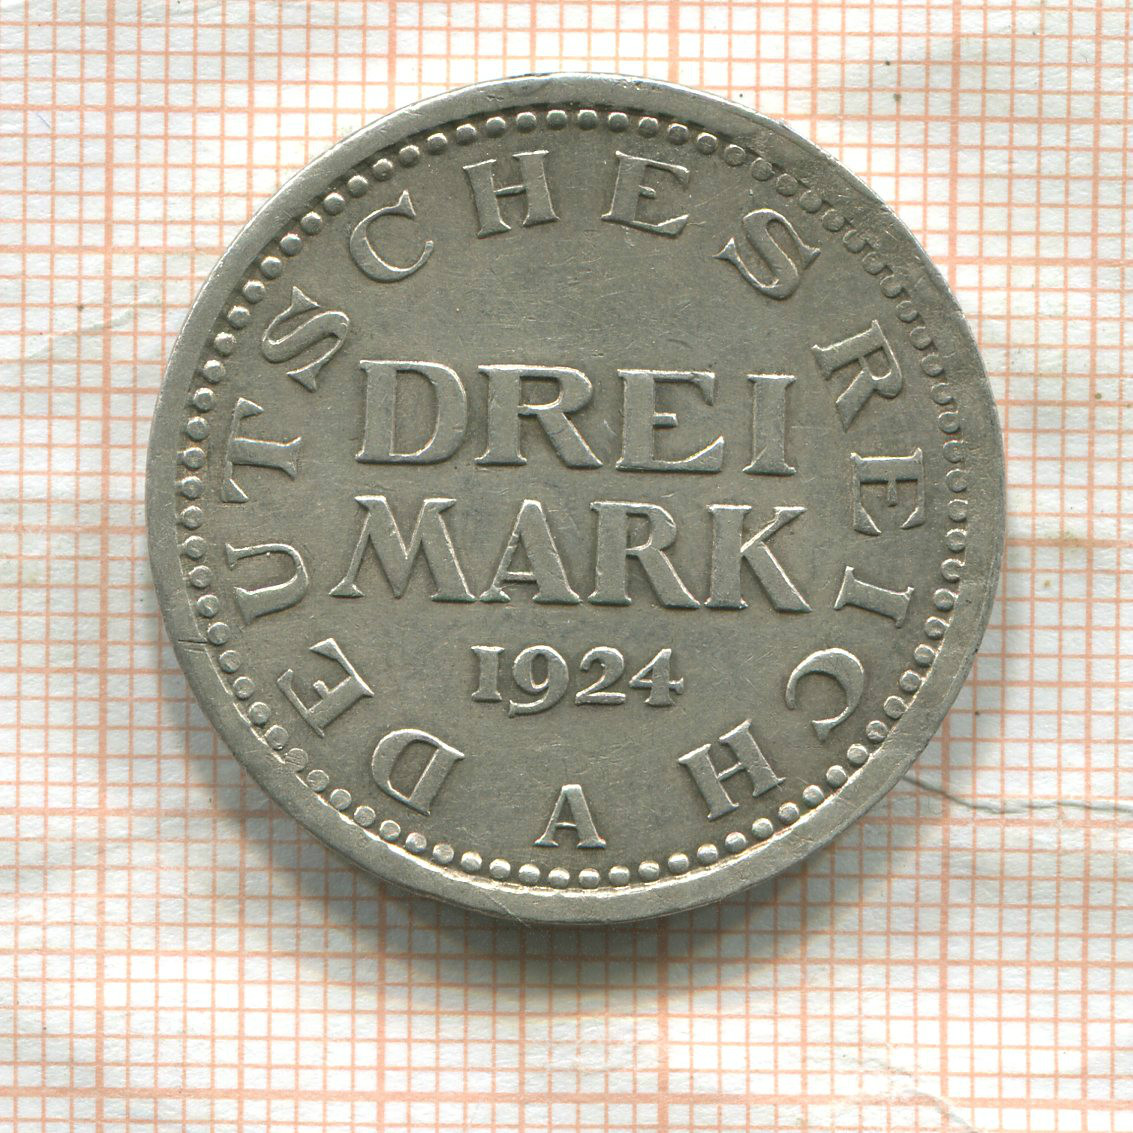 DEUTSCHES REICH
DREI
MARK
1924
A